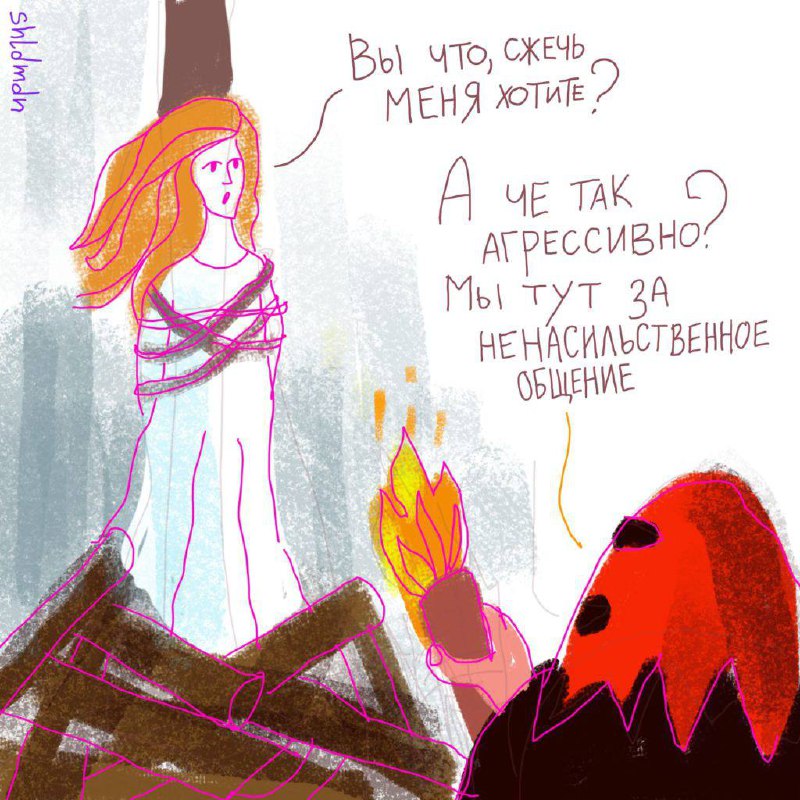 shldmdn
Вы что, сжечь
меня хотите?
А че так
агрессивно?
Мы тут за
ненасильственное
общение